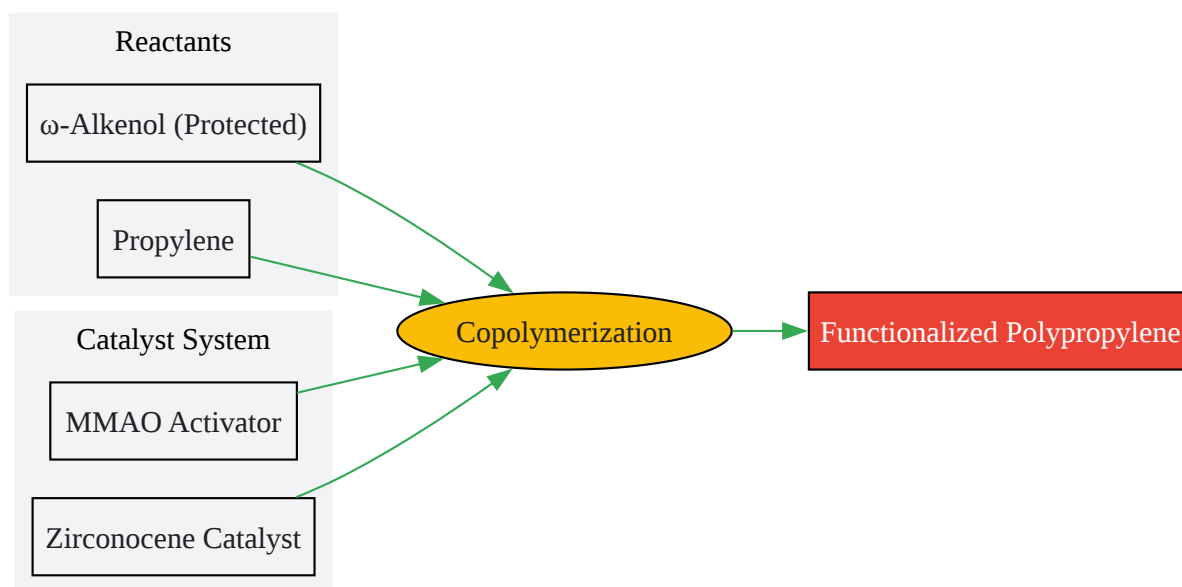 Reactants
ω-Alkenol (Protected)
Propylene
Catalyst System
MMAO Activator
Zirconocene Catalyst
Copolymerization
Functionalized Polypropylene